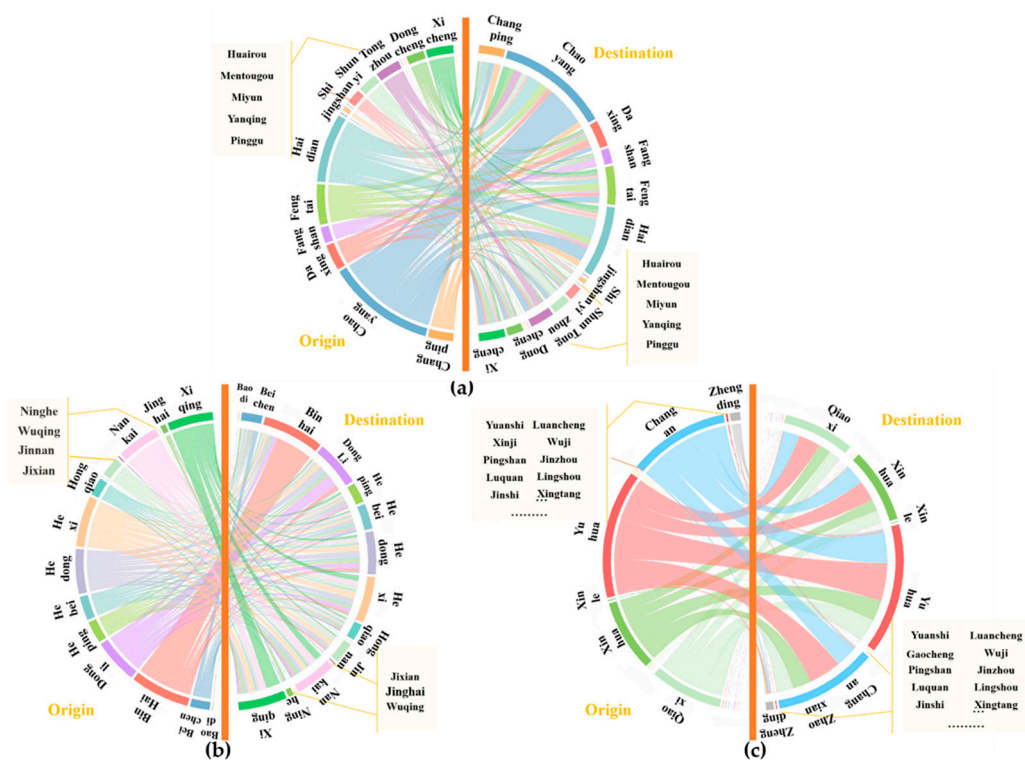 Huairou
Mentougou
Miyun
Yanqing
Pinggu
Shi
jingshan
Shun
yi
Tong
zhou
Dong
cheng
Xi
cheng
Hai
dian
Feng
tai
Fang
shan
Da
xing
Chao
yang
Chang
ping
Origin
Chang
ping
Destination
Chao
yang
Da
xing
Fang
shan
Feng
tai
Hai
dian
Shi
jingshan
Shun
yi
Tong
zhou
Dong
cheng
Xi
cheng
Huairou
Mentougou
Miyun
Yanqing
Pinggu
(a)
Ninghe
Wuqing
Jinnan
Jixian
Xi
qing
Jing
hai
Nan
kai
Hong
qiao
He
xi
He
dong
He
bei
He
ping
Dong
li
Bin
Hai
Bei
chen
Bao
di
Origin
Bao
di
Bei
chen
Bin
hai
Destination
Dong
Li
He
ping
He
bei
He
dong
He
xi
Hong
qiao
Jin
nan
Nan
kai
Ning
he
Xi
qing
Jixian
Jinghai
Wuqing
(b)
Yuanshi Luancheng
Xinji Wuji
Pingshan Jinzhou
Luquan Lingshou
Jinshi Xingtang
...
.........
Zheng
ding
Chang
an
Yu
hua
Xin
le
Xin
hua
Qiao
xi
Origin
Destination
Qiao
xi
Xin
hua
Xin
le
Yu
hua
Chang
an
Zhao
xian
Zheng
ding
Yuanshi Luancheng
Gaocheng Wuji
Pingshan Jinzhou
Luquan Lingshou
Jinshi Xingtang
...
.........
(c)